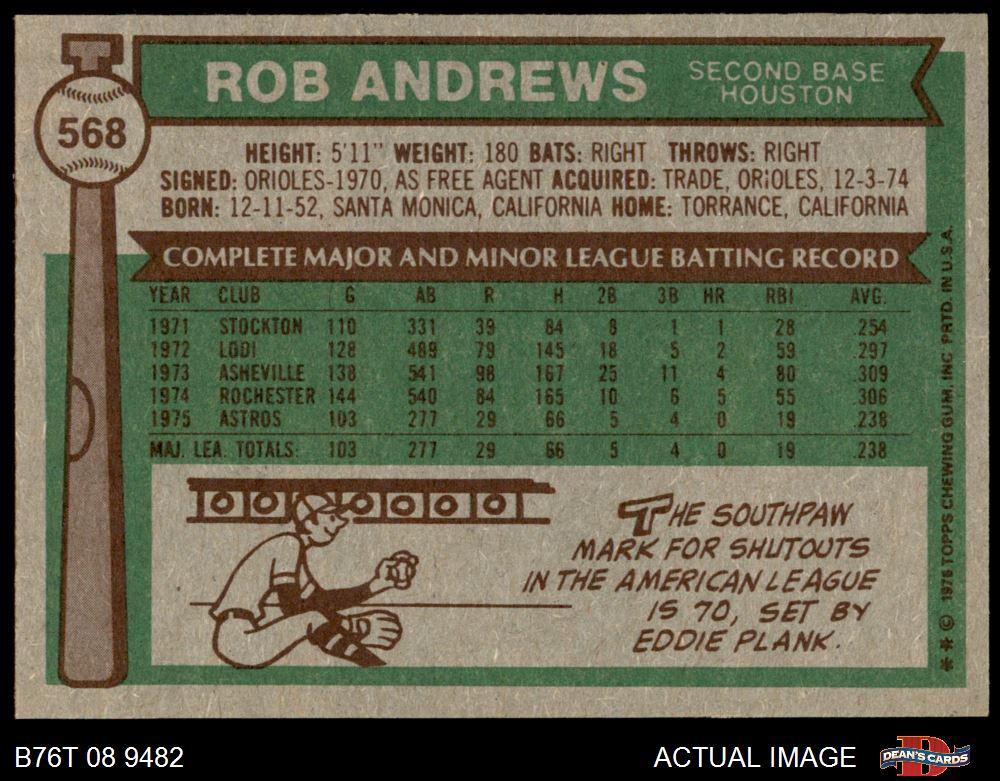 ROB ANDREWS
SECOND BASE
HOUSTON
568
HEIGHT: 5'11" WEIGHT: 180 BATS: RIGHT THROWS: RIGHT
SIGNED: ORIOLES-1970, AS FREE AGENT ACQUIRED: TRADE, ORIOLES, 12-3-74
BORN: 12-11-52, SANTA MONICA, CALIFORNIA HOME: TORRANCE, CALIFORNIA
COMPLETE MAJOR AND MINOR LEAGUE BATTING RECORD
YEAR CLUB G AB R H 2B 3B HR RBI AVG.
1971 STOCKTON 110 331 39 84 8 1 1 28 .254
1972 LODI 128 489 79 145 18 5 2 59 .297
1973 ASHEVILLE 138 541 98 167 25 11 4 80 .309
1974 ROCHESTER 144 540 84 165 10 6 5 55 .306
1975 ASTROS 103 277 29 66 5 4 0 19 .238
MAJ. LEA. TOTALS: 103 277 29 66 5 4 0 19 .238
0 0 0 0 0 0 0
THE SOUTHPAW
MARK FOR SHUTOUTS
IN THE AMERICAN LEAGUE
IS 70, SET BY
EDDIE PLANK.
** © 1976 TOPPS CHEWING GUM, INC. PRTD. IN U.S.A.
B76T 08 9482
ACTUAL IMAGE
DEAN'S CARDS